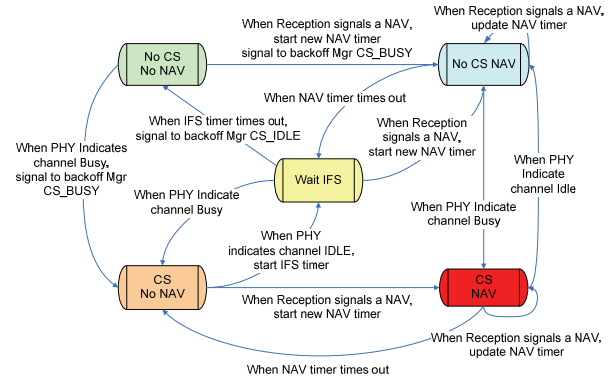 When Reception signals a NAV,
update NAV timer
When Reception signals a NAV,
start new NAV timer
signal to backoff Mgr CS_BUSY
No CS
No NAV
No CS NAV
When NAV timer times out
When IFS timer times out,
signal to backoff Mgr CS_IDLE
When Reception
signals a NAV,
start new NAV timer
When PHY Indicates
channel Busy,
signal to backoff Mgr
CS_BUSY
When PHY
Indicate
channel Idle
Wait IFS
When PHY Indicate
channel Busy
When PHY Indicate
channel Busy
When PHY
indicates channel IDLE,
start IFS timer
CS
No NAV
CS
NAV
When Reception signals a NAV,
start new NAV timer
When Reception signals a NAV,
update NAV timer
When NAV timer times out